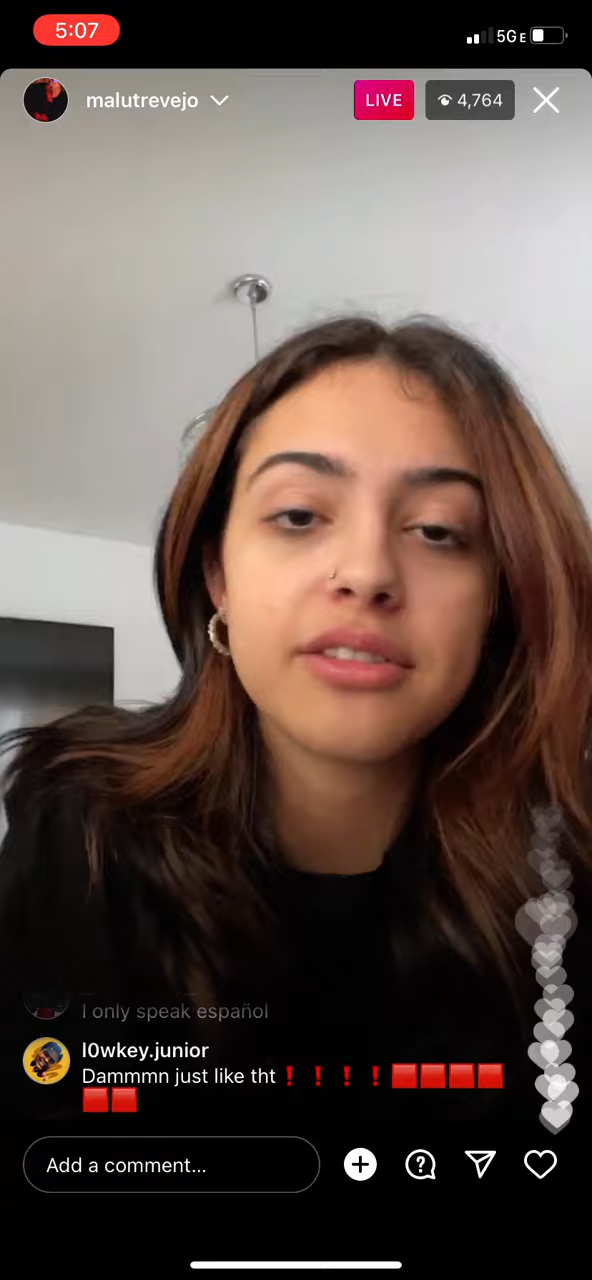 5:07
5G E
malutrevejo
LIVE
4,764
I only speak español
l0wkey.junior
Dammmn just like tht❗❗❗❗🟥🟥🟥🟥
🟥🟥
Add a comment...